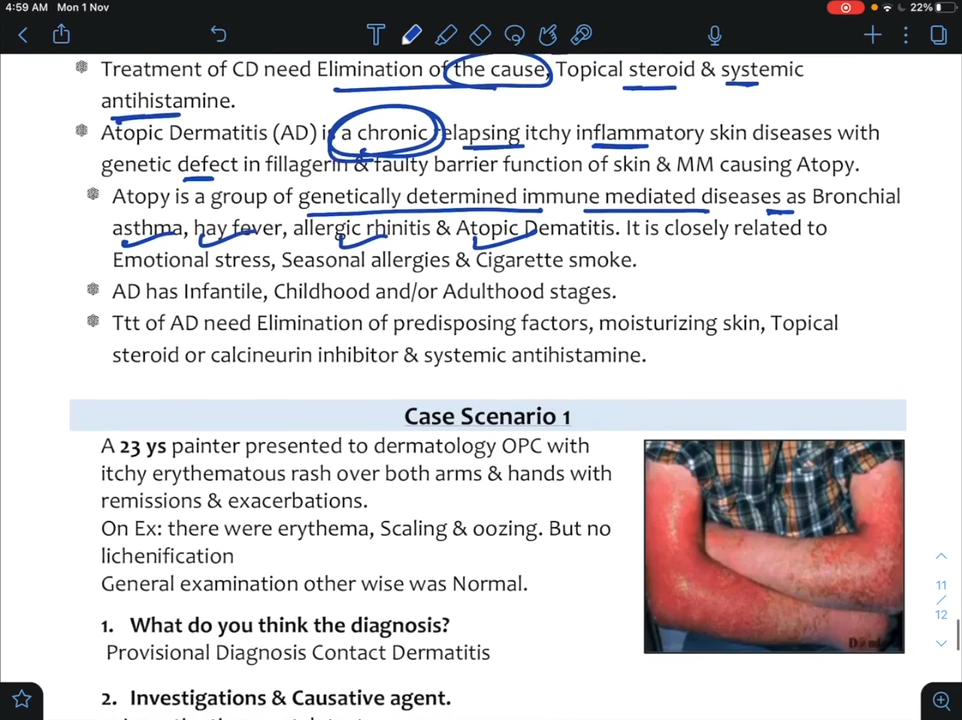 4:59 AM Mon 1 Nov
22%
Treatment of CD need Elimination of the cause, Topical steroid & systemic
antihistamine.
Atopic Dermatitis (AD) is a chronic relapsing itchy inflammatory skin diseases with
genetic defect in fillagerin & faulty barrier function of skin & MM causing Atopy.
Atopy is a group of genetically determined immune mediated diseases as Bronchial
asthma, hay fever, allergic rhinitis & Atopic Dematitis. It is closely related to
Emotional stress, Seasonal allergies & Cigarette smoke.
AD has Infantile, Childhood and/or Adulthood stages.
Ttt of AD need Elimination of predisposing factors, moisturizing skin, Topical
steroid or calcineurin inhibitor & systemic antihistamine.
Case Scenario 1
A 23 ys painter presented to dermatology OPC with
itchy erythematous rash over both arms & hands with
remissions & exacerbations.
On Ex: there were erythema, Scaling & oozing. But no
lichenification
General examination other wise was Normal.
1. What do you think the diagnosis?
Provisional Diagnosis Contact Dermatitis
2. Investigations & Causative agent.
11
/
12